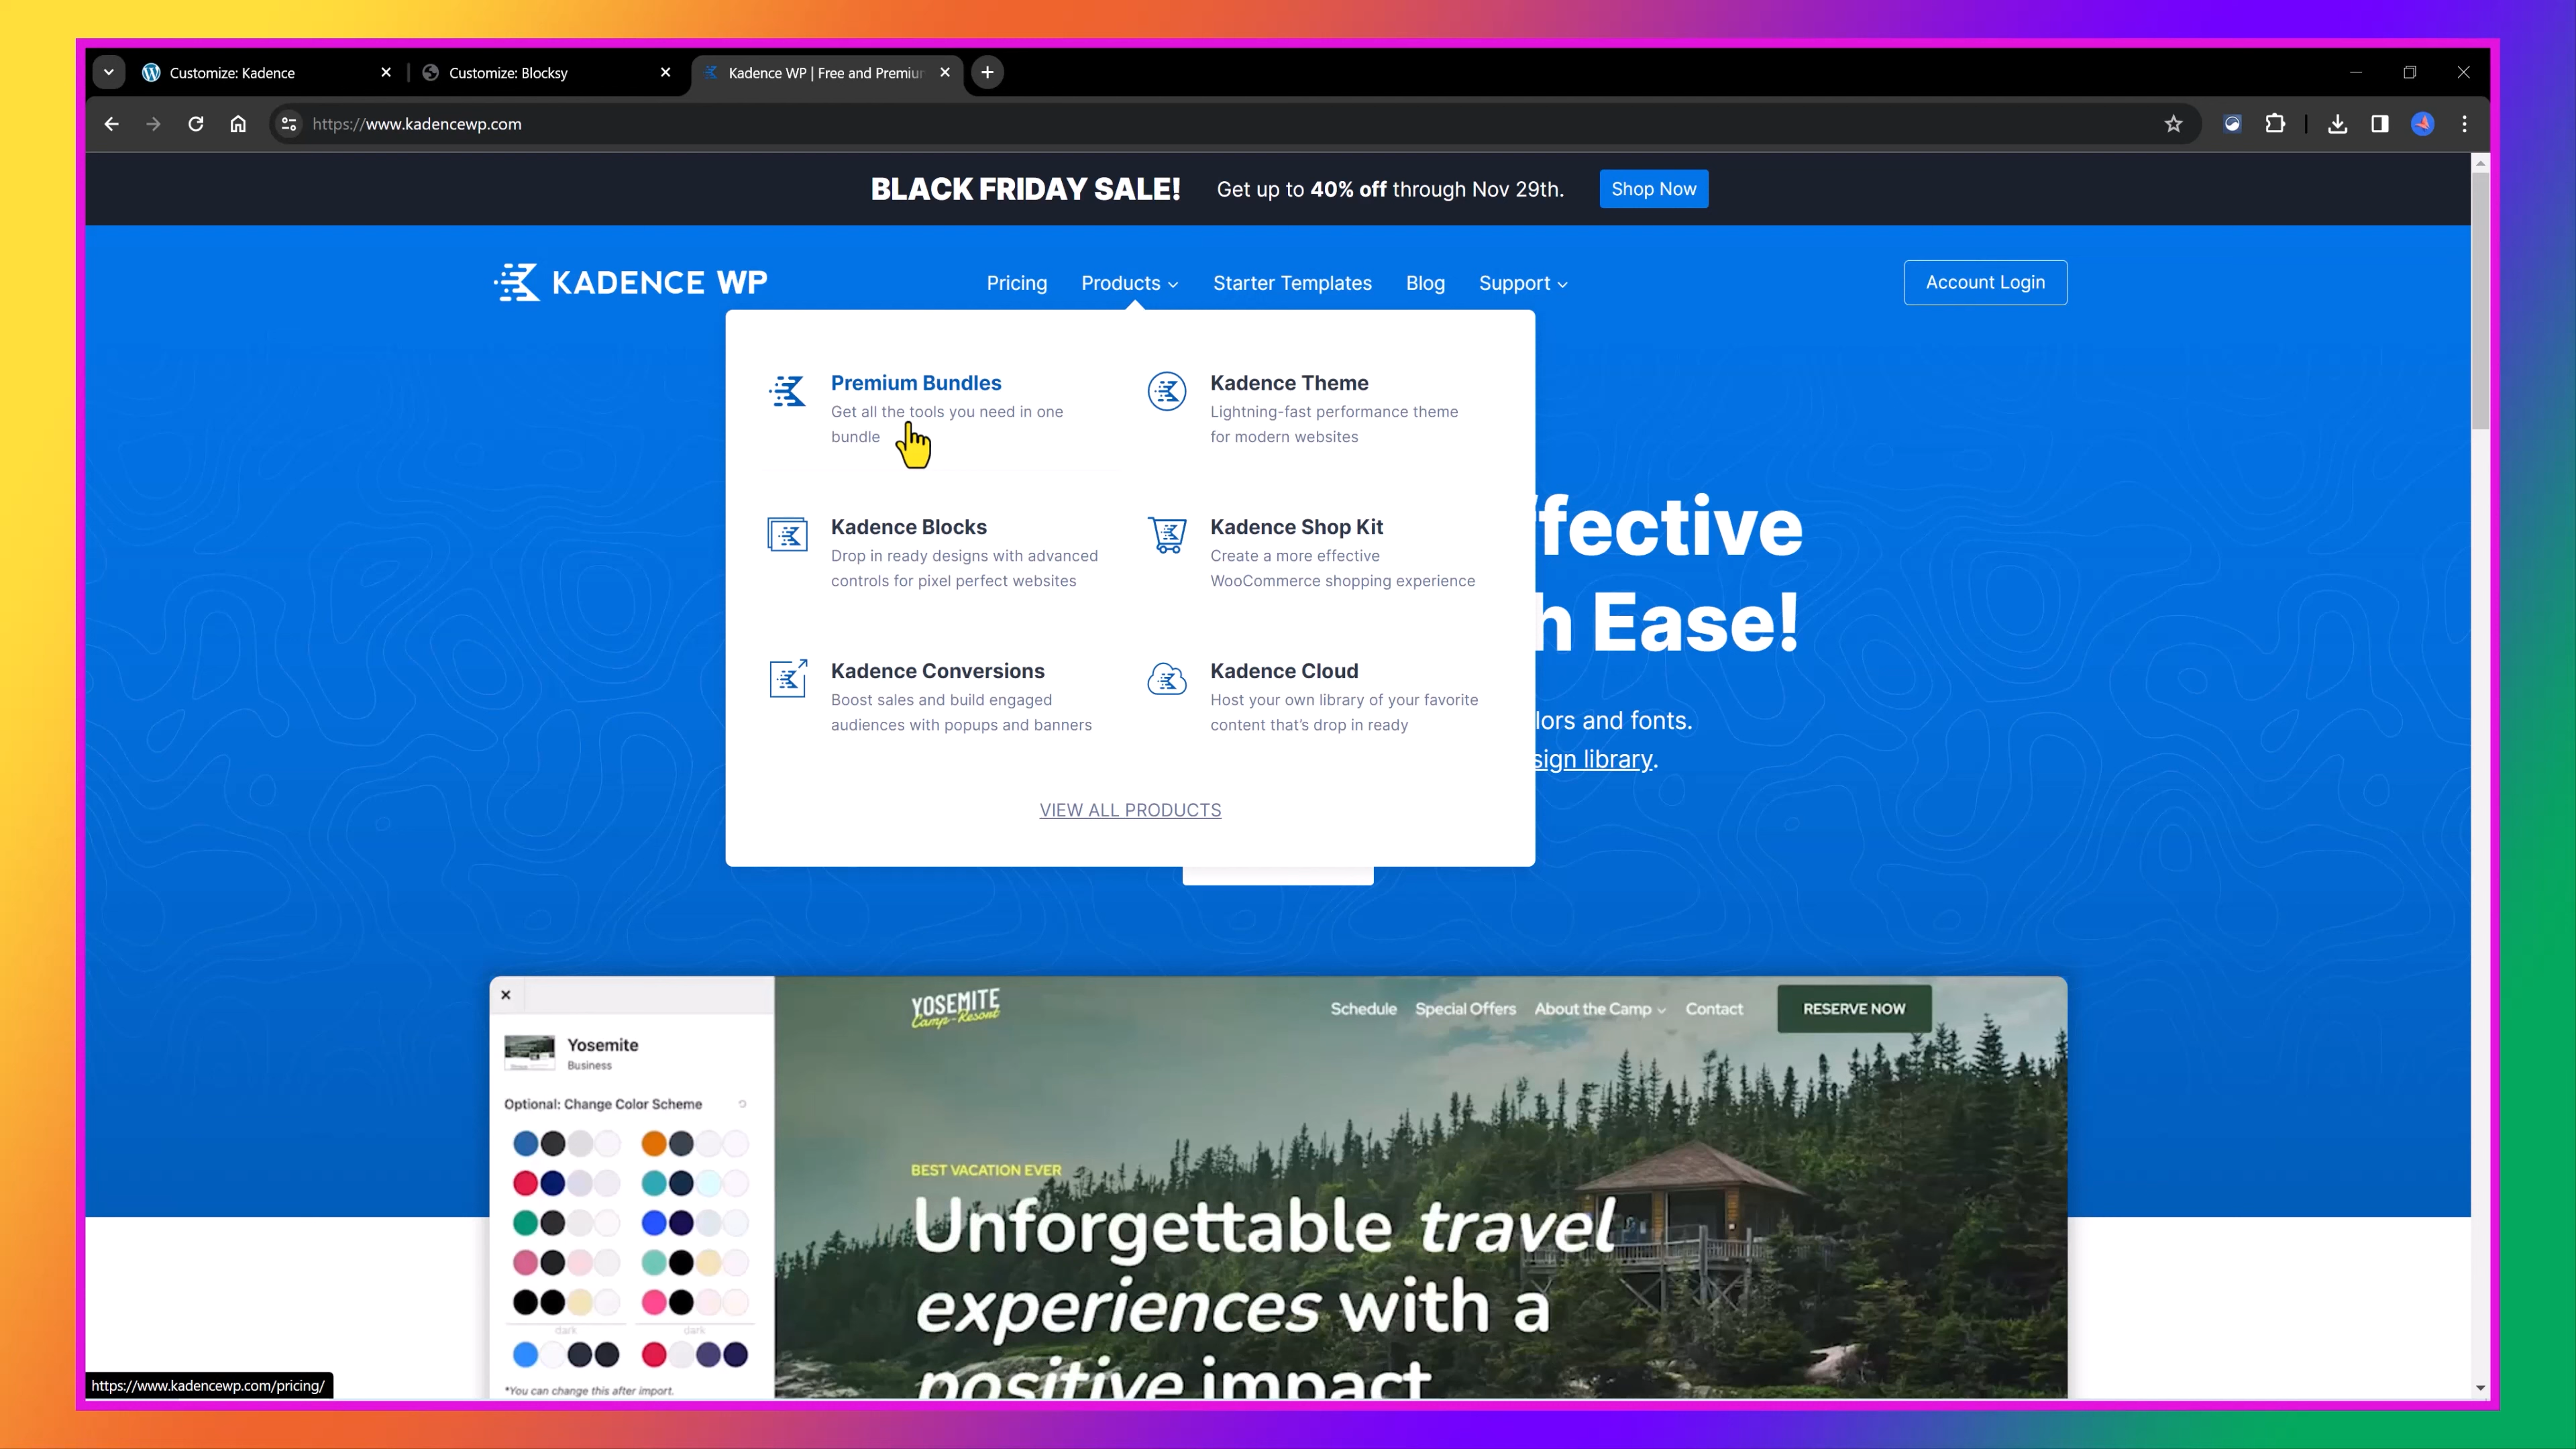 Customize: Kadence
Customize: Blocksy
Kadence WP | Free and Premiu
https://www.kadencewp.com
BLACK FRIDAY SALE! Get up to 40% off through Nov 29th. Shop Now
KADENCE WP
Pricing
Products
Starter Templates
Blog
Support
Account Login
Premium Bundles
Get all the tools you need in one
bundle
Kadence Theme
Lightning-fast performance theme
for modern websites
Kadence Blocks
Drop in ready designs with advanced
controls for pixel perfect websites
Kadence Shop Kit
Create a more effective
WooCommerce shopping experience
Kadence Conversions
Boost sales and build engaged
audiences with popups and banners
Kadence Cloud
Host your own library of your favorite
content that's drop in ready
VIEW ALL PRODUCTS
ffective
h Ease!
lors and fonts.
sign library.
Yosemite
Business
Optional: Change Color Scheme
dark
dark
*You can change this after import.
YOSEMITE
Camp-Resort
Schedule
Special Offers
About the Camp
Contact
RESERVE NOW
BEST VACATION EVER
Unforgettable travel
experiences with a
positive impact
https://www.kadencewp.com/pricing/